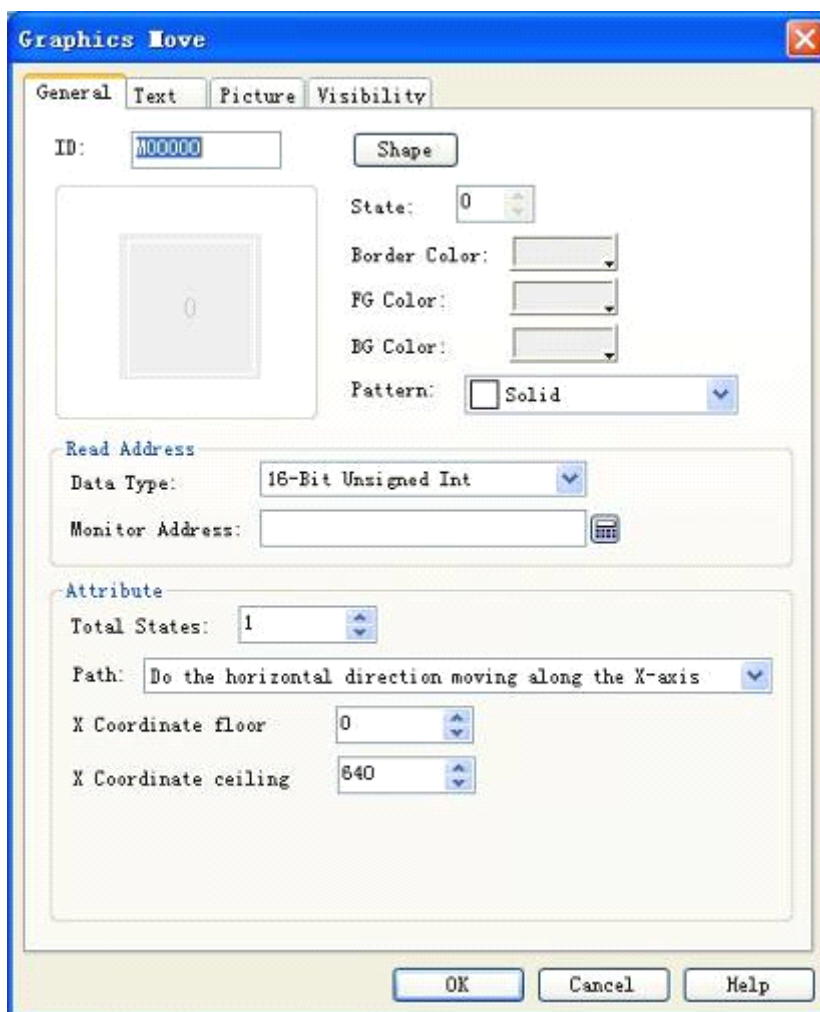 Graphics Move
General Text Picture Visibility
ID: M00000 Shape
State: 0
0
Border Color:
FG Color:
BG Color:
Pattern: Solid
Read Address
Data Type: 16-Bit Unsigned Int
Monitor Address:
Attribute
Total States: 1
Path: Do the horizontal direction moving along the X-axis
X Coordinate floor 0
X Coordinate ceiling 640
OK Cancel Help